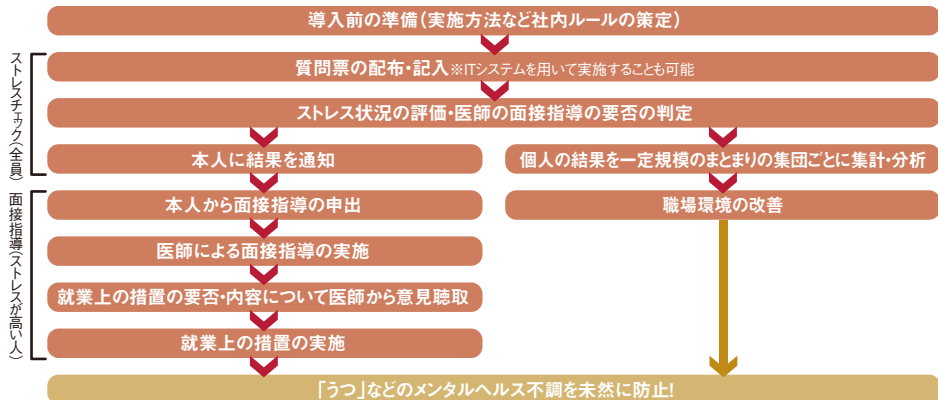 導入前の準備(実施方法など社内ルールの策定)
ストレスチェック(全員)
質問票の配布・記入 ※ITシステムを用いて実施することも可能
ストレス状況の評価・医師の面接指導の要否の判定
本人に結果を通知
個人の結果を一定規模のまとまりの集団ごとに集計・分析
面接指導(ストレスが高い人)
本人から面接指導の申出
職場環境の改善
医師による面接指導の実施
就業上の措置の要否・内容について医師から意見聴取
就業上の措置の実施
「うつ」などのメンタルヘルス不調を未然に防止!